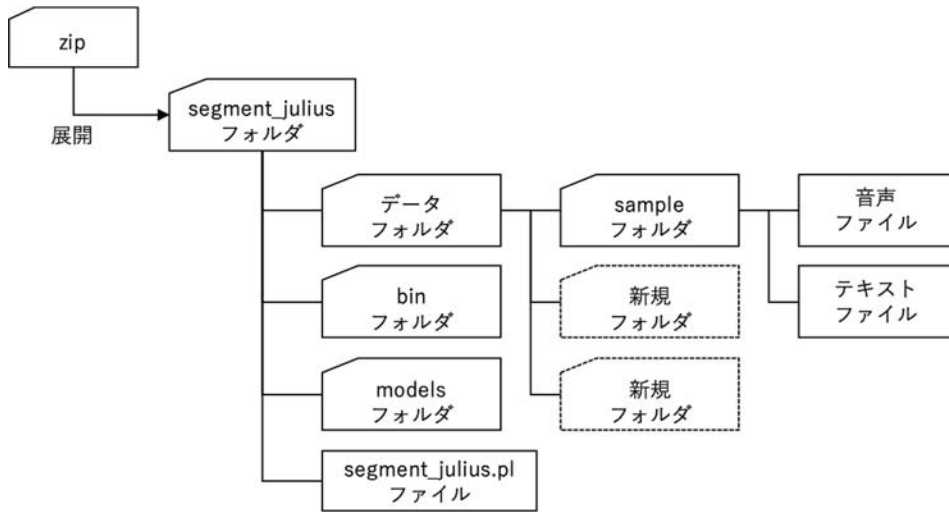 zip
展開
segment_julius
フォルダ
データ
フォルダ
sample
フォルダ
音声
ファイル
テキスト
ファイル
bin
フォルダ
新規
フォルダ
models
フォルダ
新規
フォルダ
segment_julius.pl
ファイル